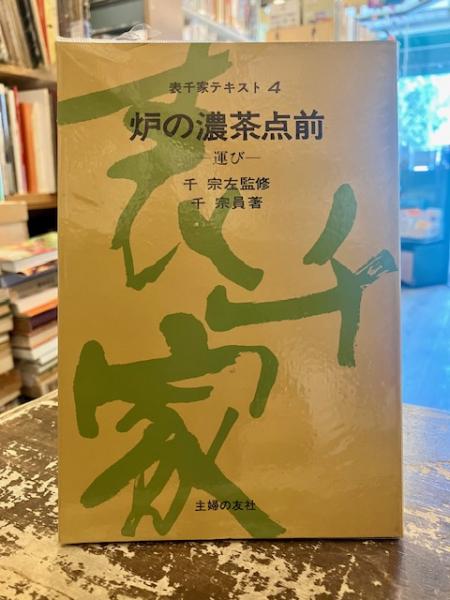 表千家テキスト 4
炉の濃茶点前
―運び―
千 宗左監修
千 宗員著
表千家
主婦の友社